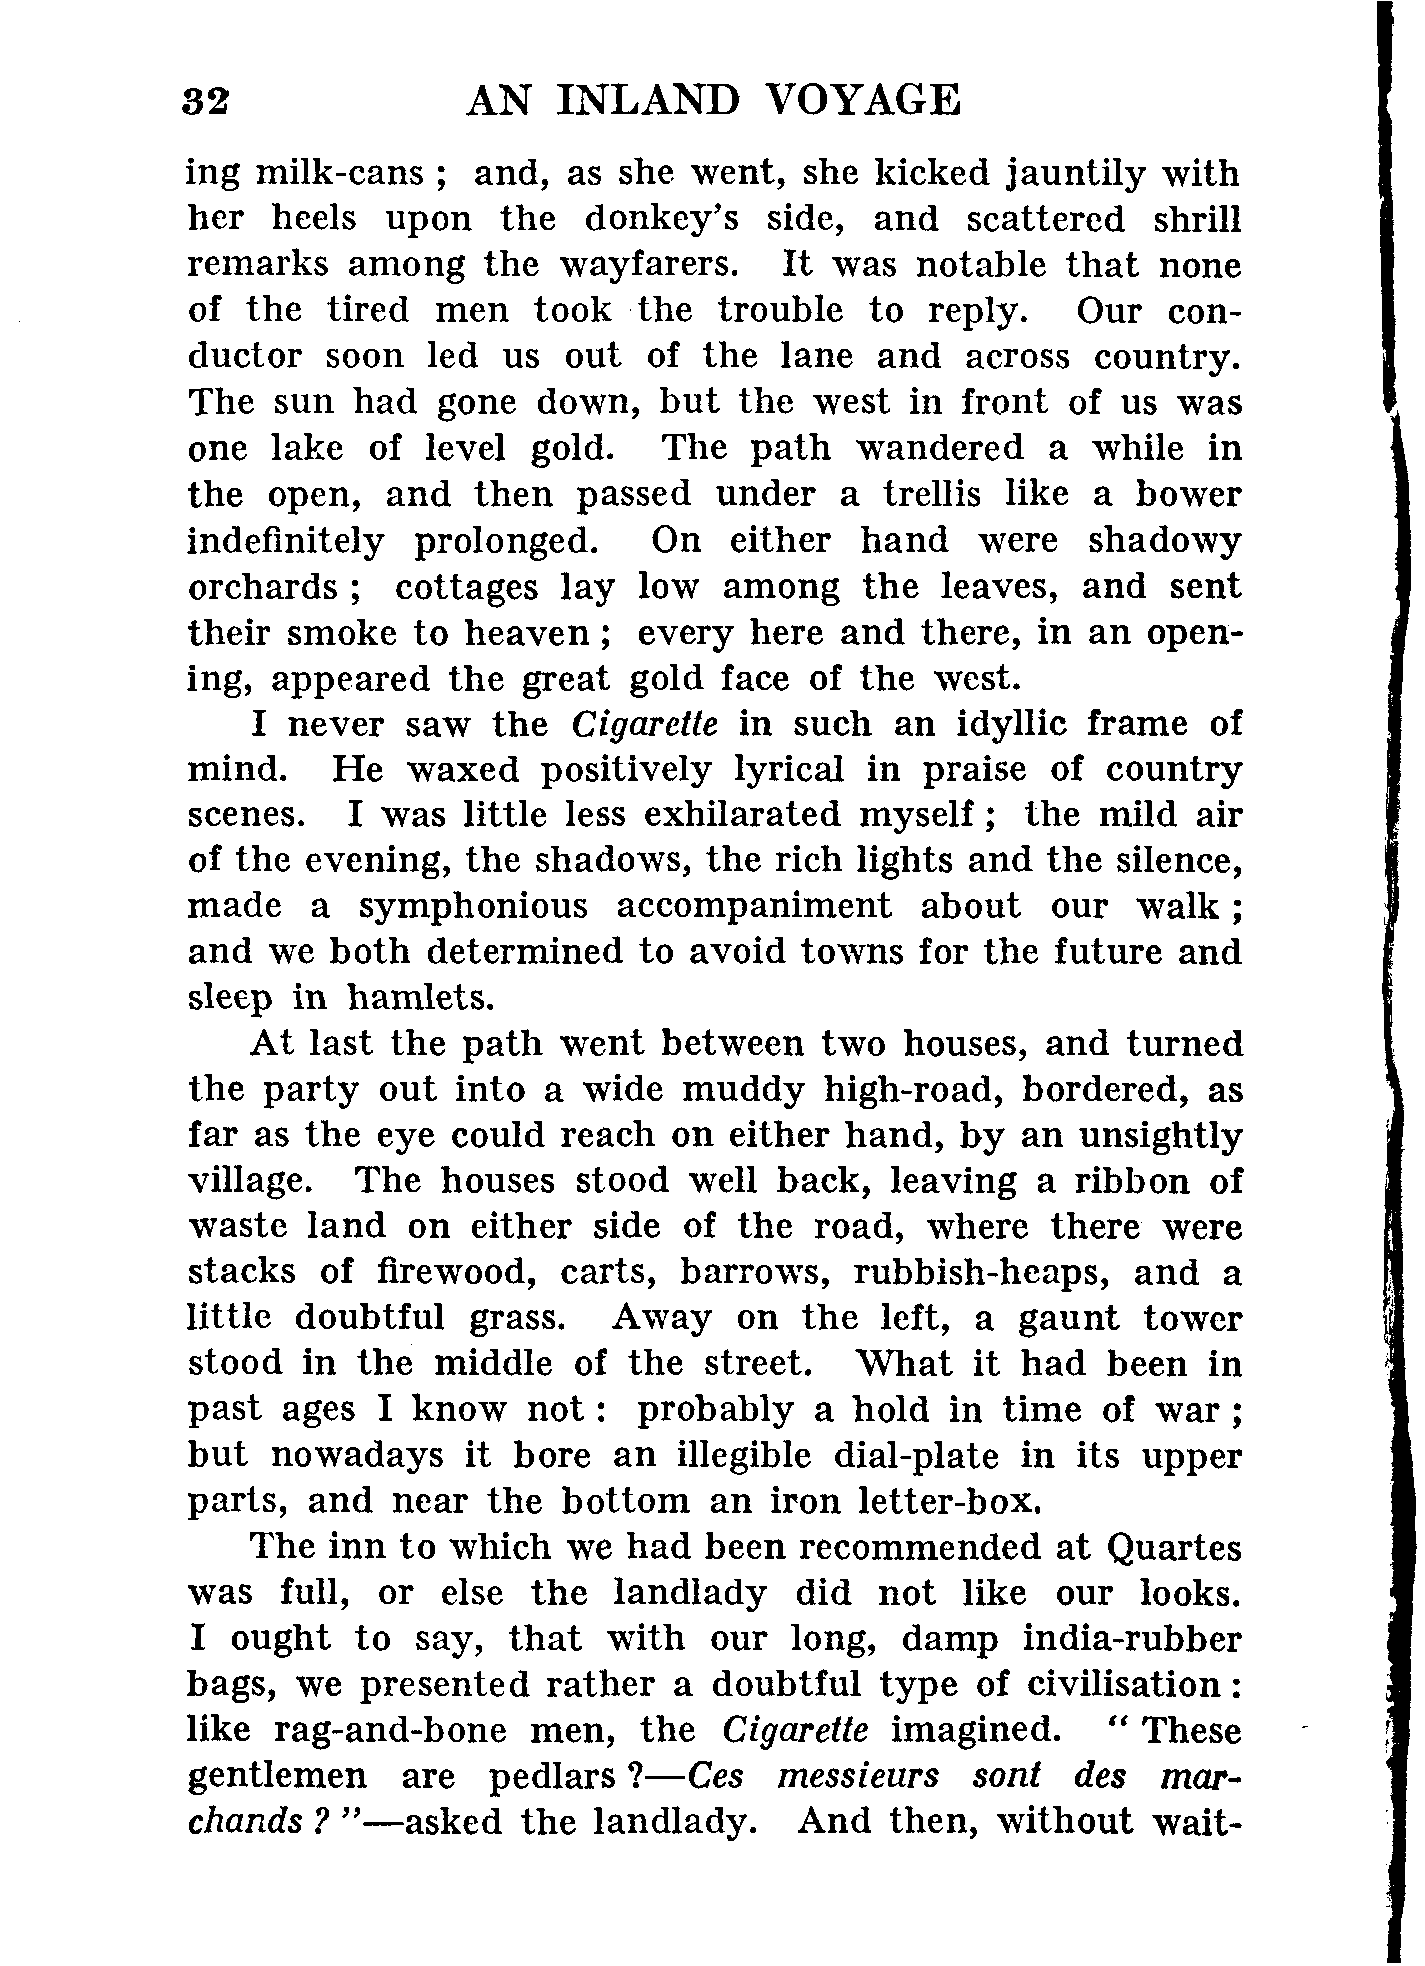 32 AN INLAND VOYAGE
ing milk-cans ; and, as she went, she kicked jauntily with
her heels upon the donkey's side, and scattered shrill
remarks among the wayfarers. It was notable that none
of the tired men took the trouble to reply. Our con-
ductor soon led us out of the lane and across country.
The sun had gone down, but the west in front of us was
one lake of level gold. The path wandered a while in
the open, and then passed under a trellis like a bower
indefinitely prolonged. On either hand were shadowy
orchards ; cottages lay low among the leaves, and sent
their smoke to heaven ; every here and there, in an open-
ing, appeared the great gold face of the west.
I never saw the Cigarette in such an idyllic frame of
mind. He waxed positively lyrical in praise of country
scenes. I was little less exhilarated myself ; the mild air
of the evening, the shadows, the rich lights and the silence,
made a symphonious accompaniment about our walk ;
and we both determined to avoid towns for the future and
sleep in hamlets.
At last the path went between two houses, and turned
the party out into a wide muddy high-road, bordered, as
far as the eye could reach on either hand, by an unsightly
village. The houses stood well back, leaving a ribbon of
waste land on either side of the road, where there were
stacks of firewood, carts, barrows, rubbish-heaps, and a
little doubtful grass. Away on the left, a gaunt tower
stood in the middle of the street. What it had been in
past ages I know not : probably a hold in time of war ;
but nowadays it bore an illegible dial-plate in its upper
parts, and near the bottom an iron letter-box.
The inn to which we had been recommended at Quartes
was full, or else the landlady did not like our looks.
I ought to say, that with our long, damp india-rubber
bags, we presented rather a doubtful type of civilisation :
like rag-and-bone men, the Cigarette imagined. “ These
gentlemen are pedlars ?—Ces messieurs sont des mar-
chands ? ”—asked the landlady. And then, without wait-